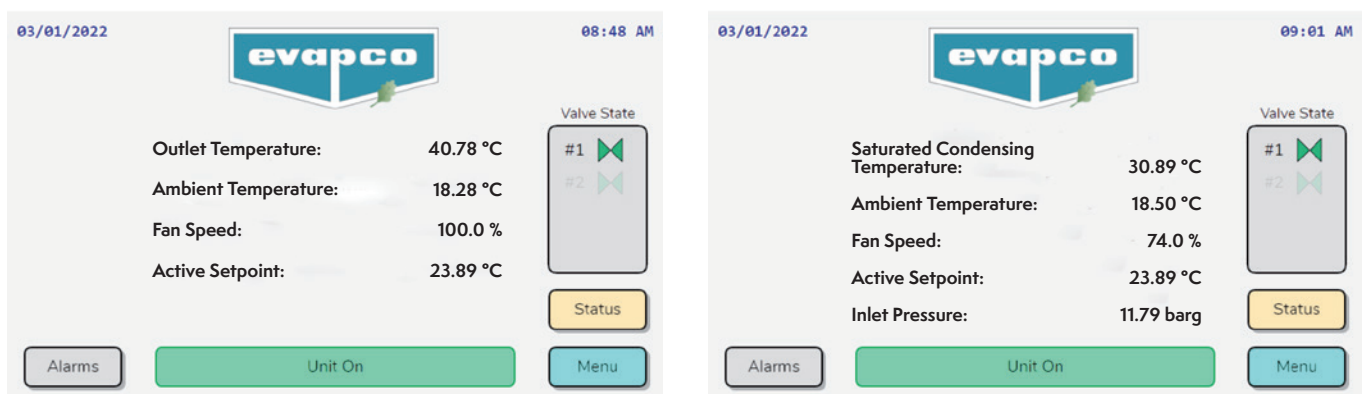 03/01/2022 08:48 AM
evapco
Valve State
Outlet Temperature: 40.78 °C #1
Ambient Temperature: 18.28 °C #2
Fan Speed: 100.0 %
Active Setpoint: 23.89 °C
Status
Alarms Unit On Menu
03/01/2022 09:01 AM
evapco
Valve State
Saturated Condensing
Temperature: 30.89 °C #1
Ambient Temperature: 18.50 °C #2
Fan Speed: 74.0 %
Active Setpoint: 23.89 °C
Inlet Pressure: 11.79 barg Status
Alarms Unit On Menu